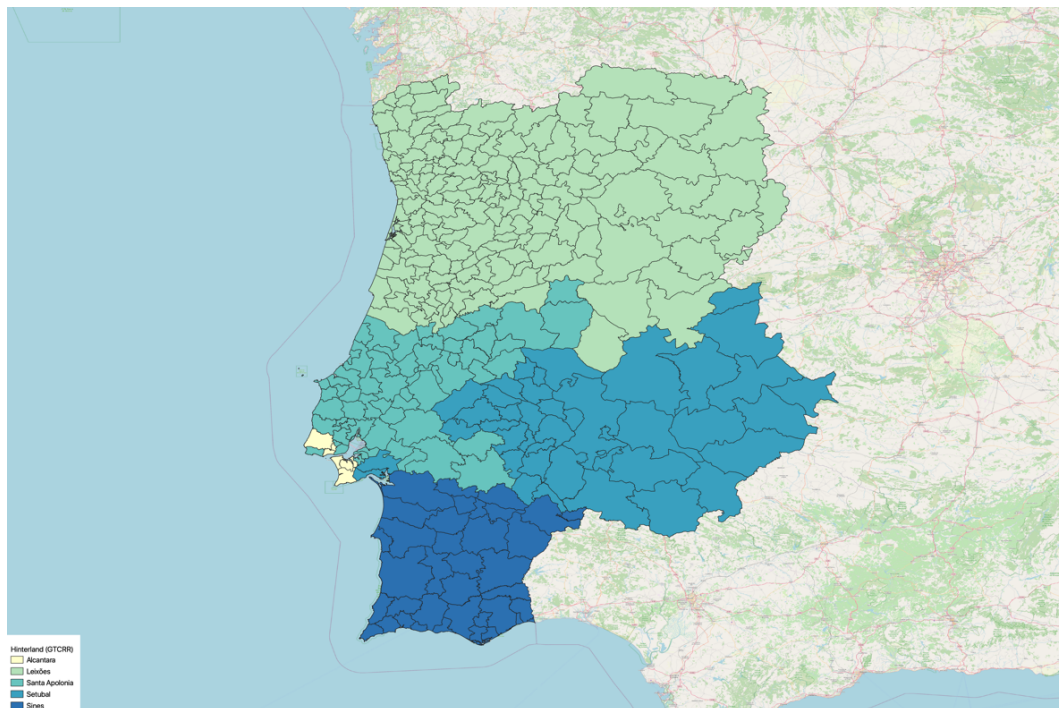 Hinterland (GTCRR)
Alcantara
Leixões
Santa Apolonia
Setubal
Sines